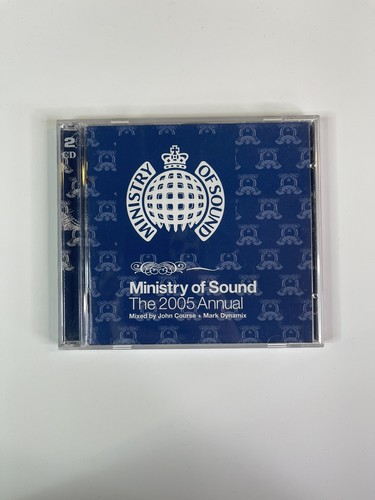 2
CD
MINISTRY OF SOUND
Ministry of Sound
The 2005 Annual
Mixed by John Course + Mark Dynamix